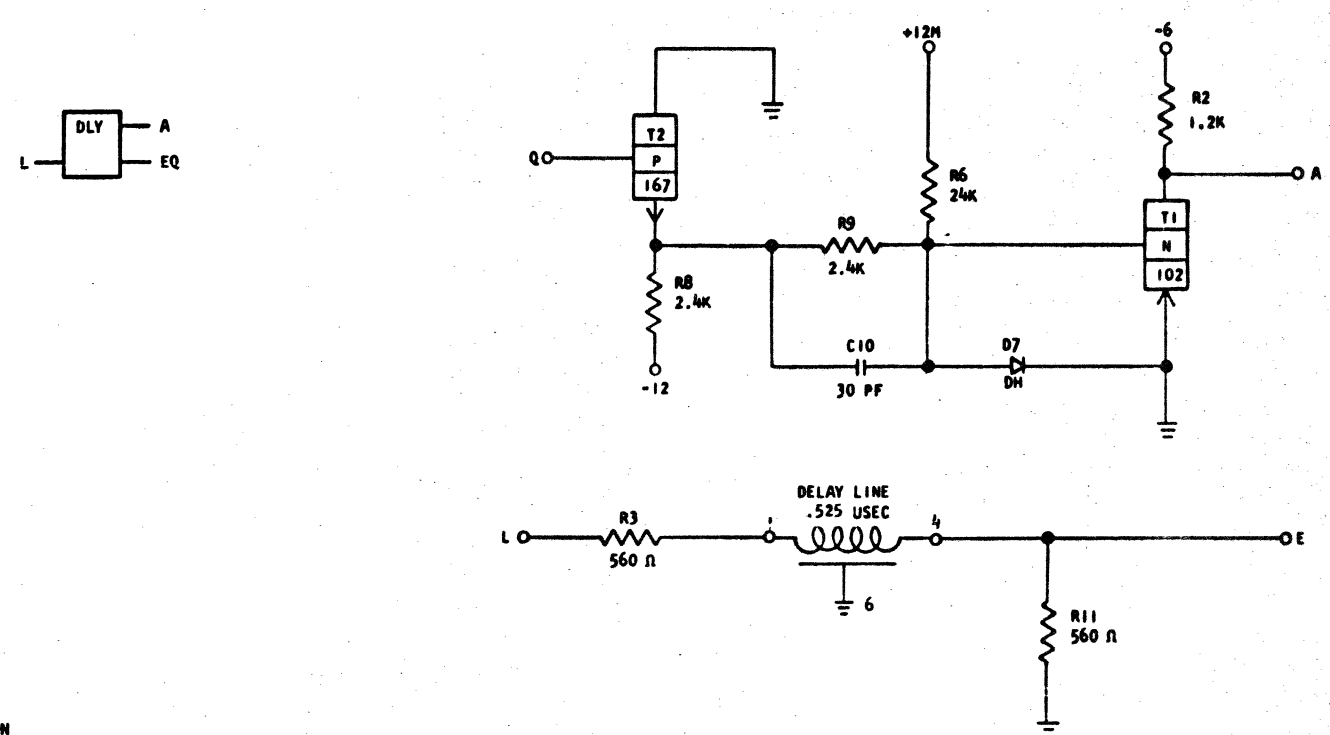 DLY
A
L
EQ
+12M
-6
R2
1.2K
T2
P
167
Q
A
R6
24K
T1
N
102
R9
2.4K
R8
2.4K
-12
C10
30 PF
D7
DH
DELAY LINE
.525 USEC
R3
L
560 Ω
1
4
E
6
R11
560 Ω
N